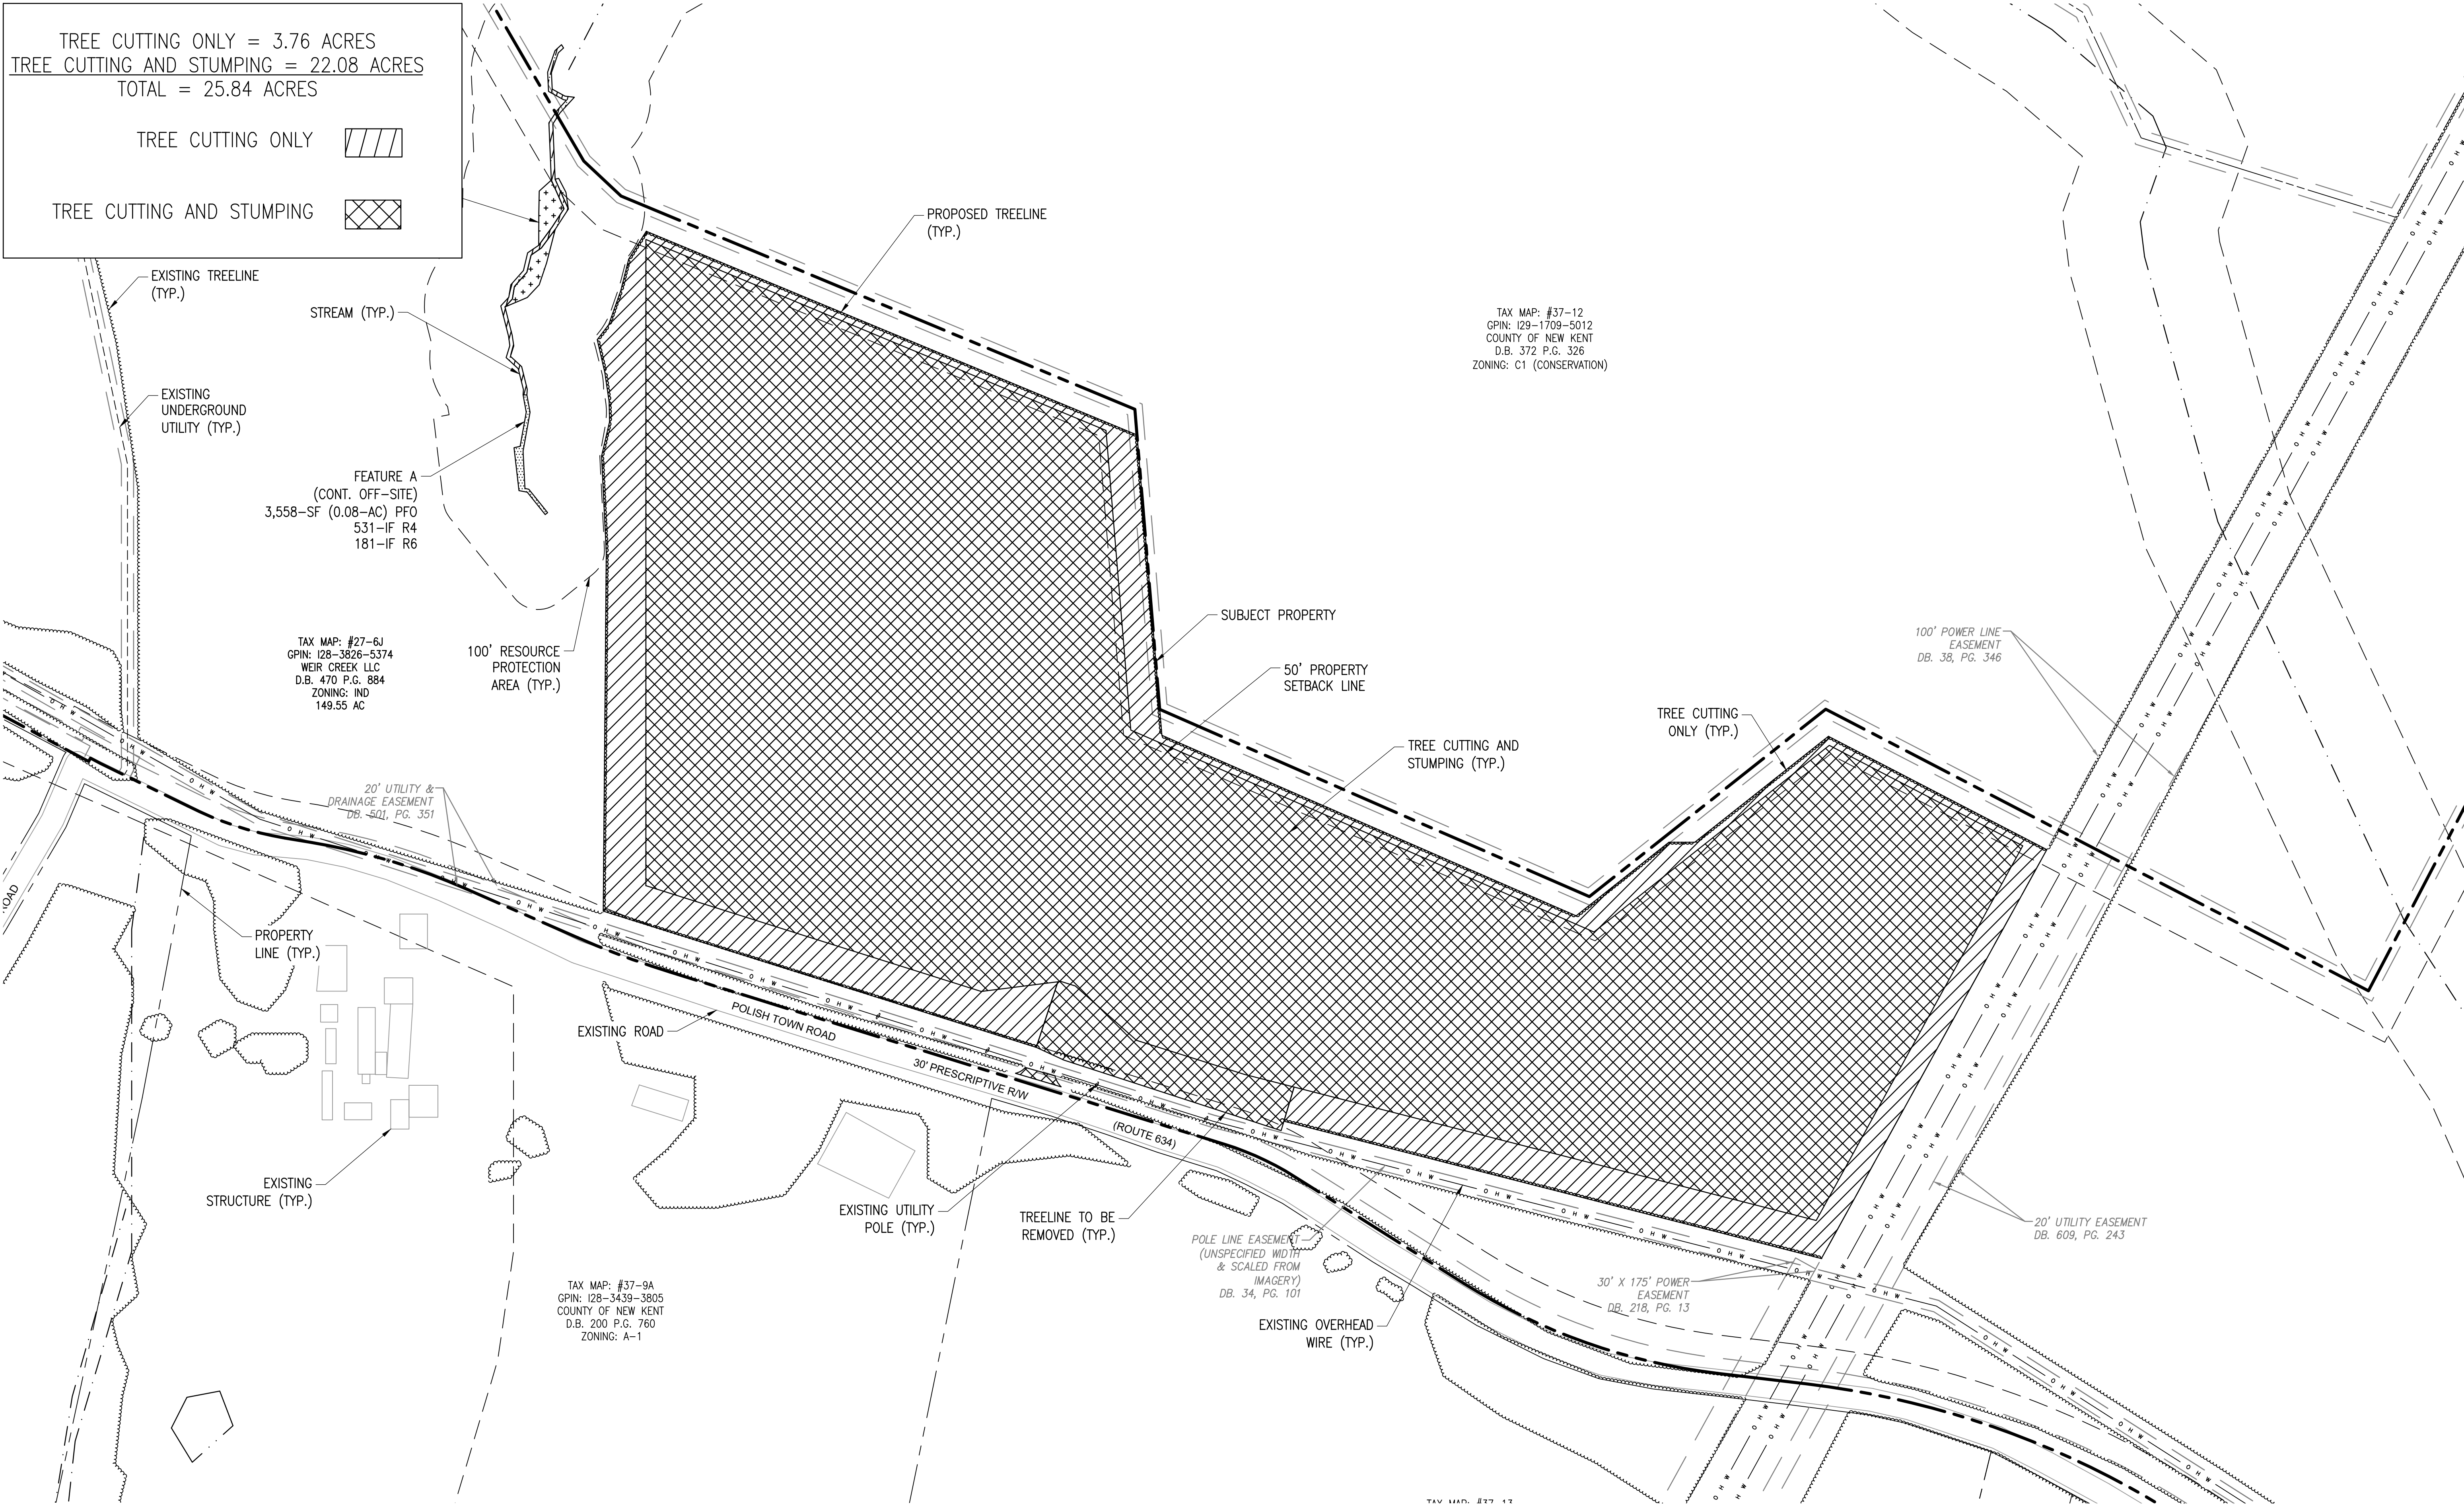 TREE CUTTING ONLY = 3.76 ACRES
TREE CUTTING AND STUMPING = 22.08 ACRES
TOTAL = 25.84 ACRES
TREE CUTTING ONLY
TREE CUTTING AND STUMPING
EXISTING TREELINE
(TYP.)
STREAM (TYP.)
PROPOSED TREELINE
(TYP.)
TAX MAP: #37-12
GPIN: I29-1709-5012
COUNTY OF NEW KENT
D.B. 372 P.G. 326
ZONING: C1 (CONSERVATION)
EXISTING
UNDERGROUND
UTILITY (TYP.)
FEATURE A
(CONT. OFF-SITE)
3,558-SF (0.08-AC) PFO
531-lF R4
181-lF R6
TAX MAP: #27-6J
GPIN: I28-3826-5374
WEIR CREEK LLC
D.B. 470 P.G. 884
ZONING: IND
149.55 AC
100' RESOURCE
PROTECTION
AREA (TYP.)
SUBJECT PROPERTY
50' PROPERTY
SETBACK LINE
100' POWER LINE
EASEMENT
DB. 38, PG. 346
TREE CUTTING
ONLY (TYP.)
TREE CUTTING AND
STUMPING (TYP.)
20' UTILITY &
DRAINAGE EASEMENT
DB. 501, PG. 351
ROAD
PROPERTY
LINE (TYP.)
EXISTING ROAD
POLISH TOWN ROAD
30' PRESCRIPTIVE R/W
(ROUTE 634)
EXISTING
STRUCTURE (TYP.)
EXISTING UTILITY
POLE (TYP.)
TREELINE TO BE
REMOVED (TYP.)
POLE LINE EASEMENT
(UNSPECIFIED WIDTH
& SCALED FROM
IMAGERY)
DB. 34, PG. 101
20' UTILITY EASEMENT
DB. 609, PG. 243
30' X 175' POWER
EASEMENT
DB. 218, PG. 13
EXISTING OVERHEAD
WIRE (TYP.)
TAX MAP: #37-9A
GPIN: I28-3439-3805
COUNTY OF NEW KENT
D.B. 200 P.G. 760
ZONING: A-1
TAX MAP: #37-13
OHW